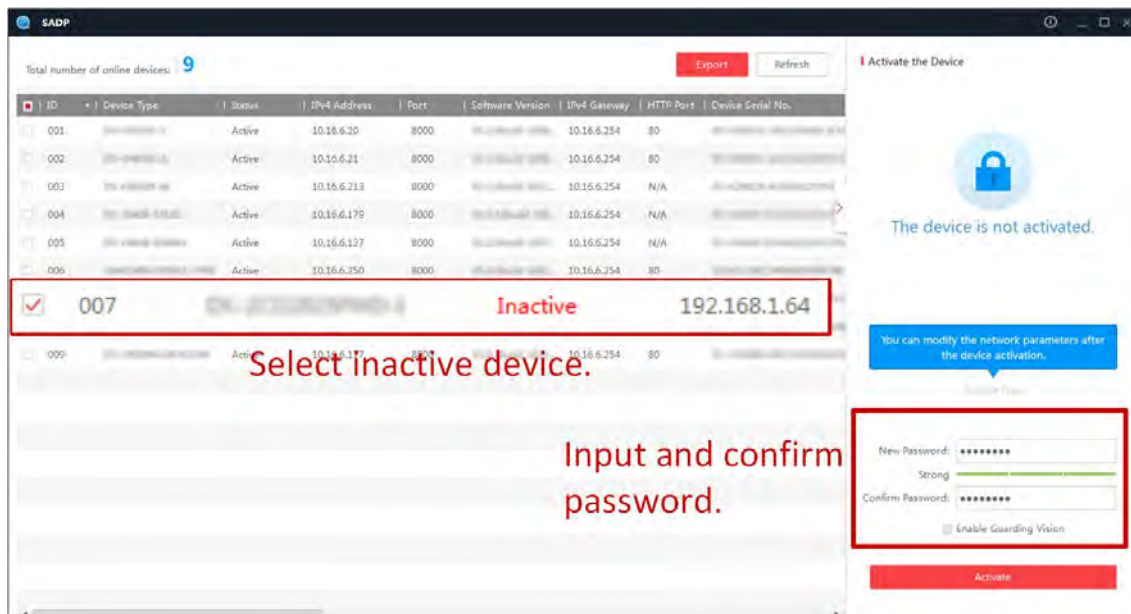 SADP
Total number of online devices: 9
Export
Refresh
ID Device Type Status IPv4 Address Port Software Version IPv4 Gateway HTTP Port Device Serial No.
001 Active 10.16.6.20 8000 10.16.6.254 80
002 Active 10.16.6.21 8000 10.16.6.254 80
003 Active 10.16.6.213 8000 10.16.6.254 N/A
004 Active 10.16.6.179 8000 10.16.6.254 N/A
005 Active 10.16.6.127 8000 10.16.6.254 N/A
006 Active 10.16.6.250 8000 10.16.6.254 80
007 Inactive 192.168.1.64
009 10.16.6.254 80
Select inactive device.
Input and confirm
password.
Activate the Device
The device is not activated.
You can modify the network parameters after
the device activation.
New Password: ••••••••
Strong
Confirm Password: ••••••••
Enable Guarding Vision
Activate